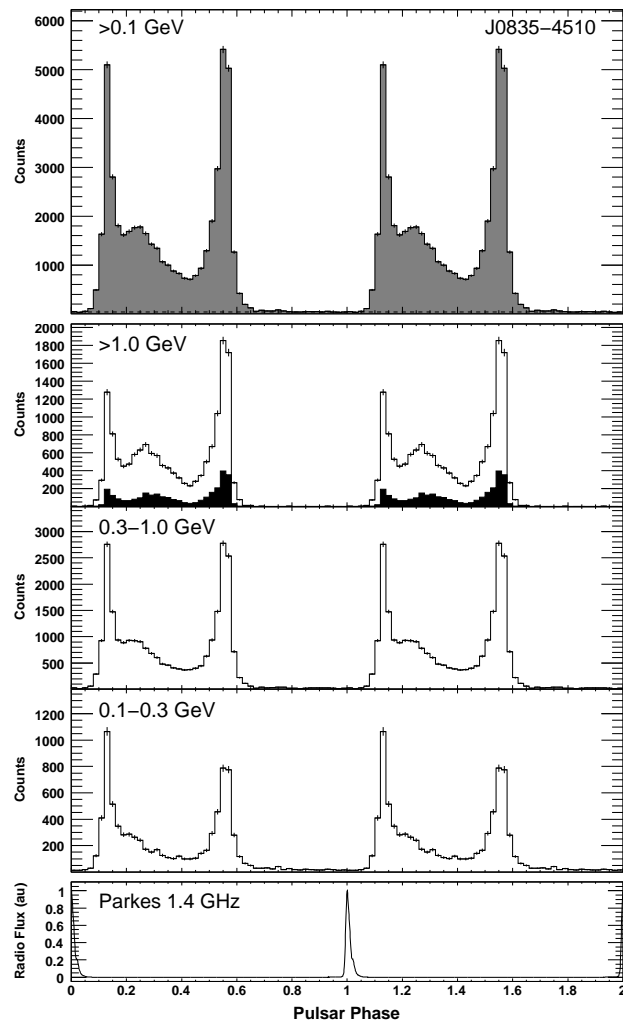 >0.1 GeV
J0835−4510
6000
5000
4000
3000
2000
1000
Counts
>1.0 GeV
2000
1800
1600
1400
1200
1000
800
600
400
200
Counts
0.3−1.0 GeV
3000
2500
2000
1500
1000
500
Counts
0.1−0.3 GeV
1200
1000
800
600
400
200
Counts
Parkes 1.4 GHz
1
0.8
0.6
0.4
0.2
0
Radio Flux (au)
0 0.2 0.4 0.6 0.8 1 1.2 1.4 1.6 1.8 2
Pulsar Phase